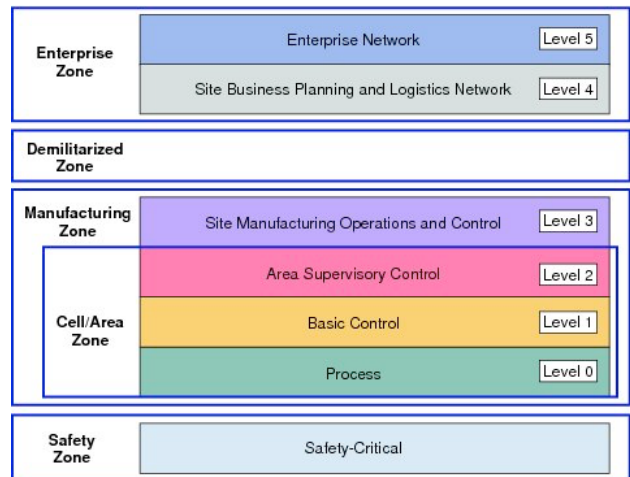 Enterprise Zone
Enterprise Network
Level 5
Site Business Planning and Logistics Network
Level 4
Demilitarized Zone
Manufacturing Zone
Site Manufacturing Operations and Control
Level 3
Cell/Area Zone
Area Supervisory Control
Level 2
Basic Control
Level 1
Process
Level 0
Safety Zone
Safety-Critical